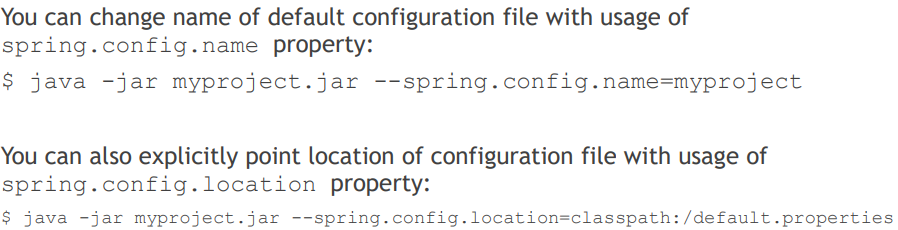 You can change name of default configuration file with usage of
spring.config.name property:
$ java -jar myproject.jar --spring.config.name=myproject
You can also explicitly point location of configuration file with usage of
spring.config.location property:
$ java -jar myproject.jar --spring.config.location=classpath:/default.properties